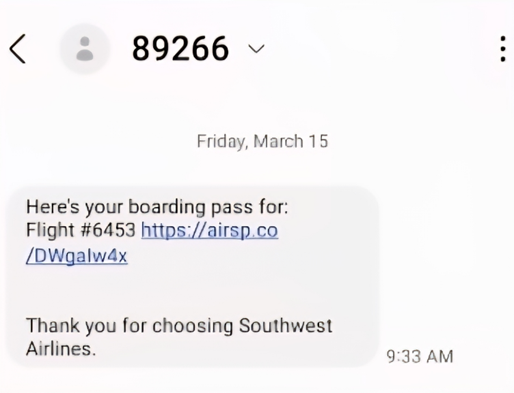 89266
Friday, March 15
Here's your boarding pass for:
Flight #6453 https://airsp.co
/DWgalw4x
Thank you for choosing Southwest
Airlines.
9:33 AM